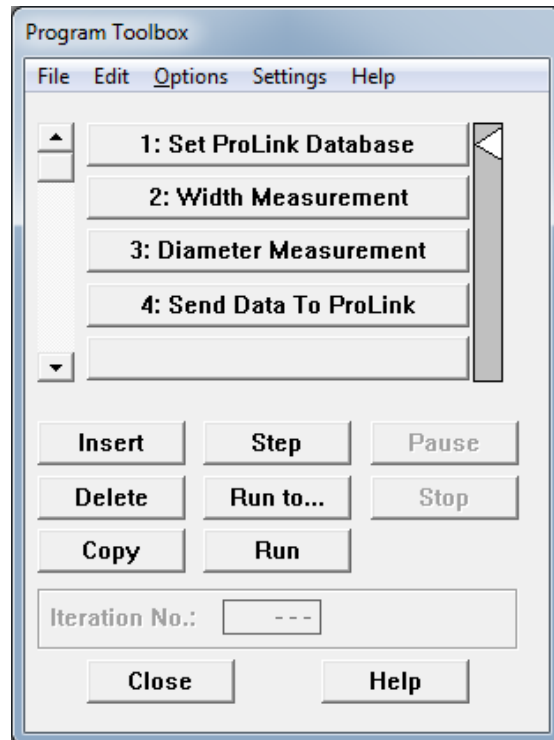 Program Toolbox
File Edit Options Settings Help
1: Set ProLink Database
2: Width Measurement
3: Diameter Measurement
4: Send Data To ProLink
Insert Step Pause
Delete Run to... Stop
Copy Run
Iteration No.: ---
Close Help